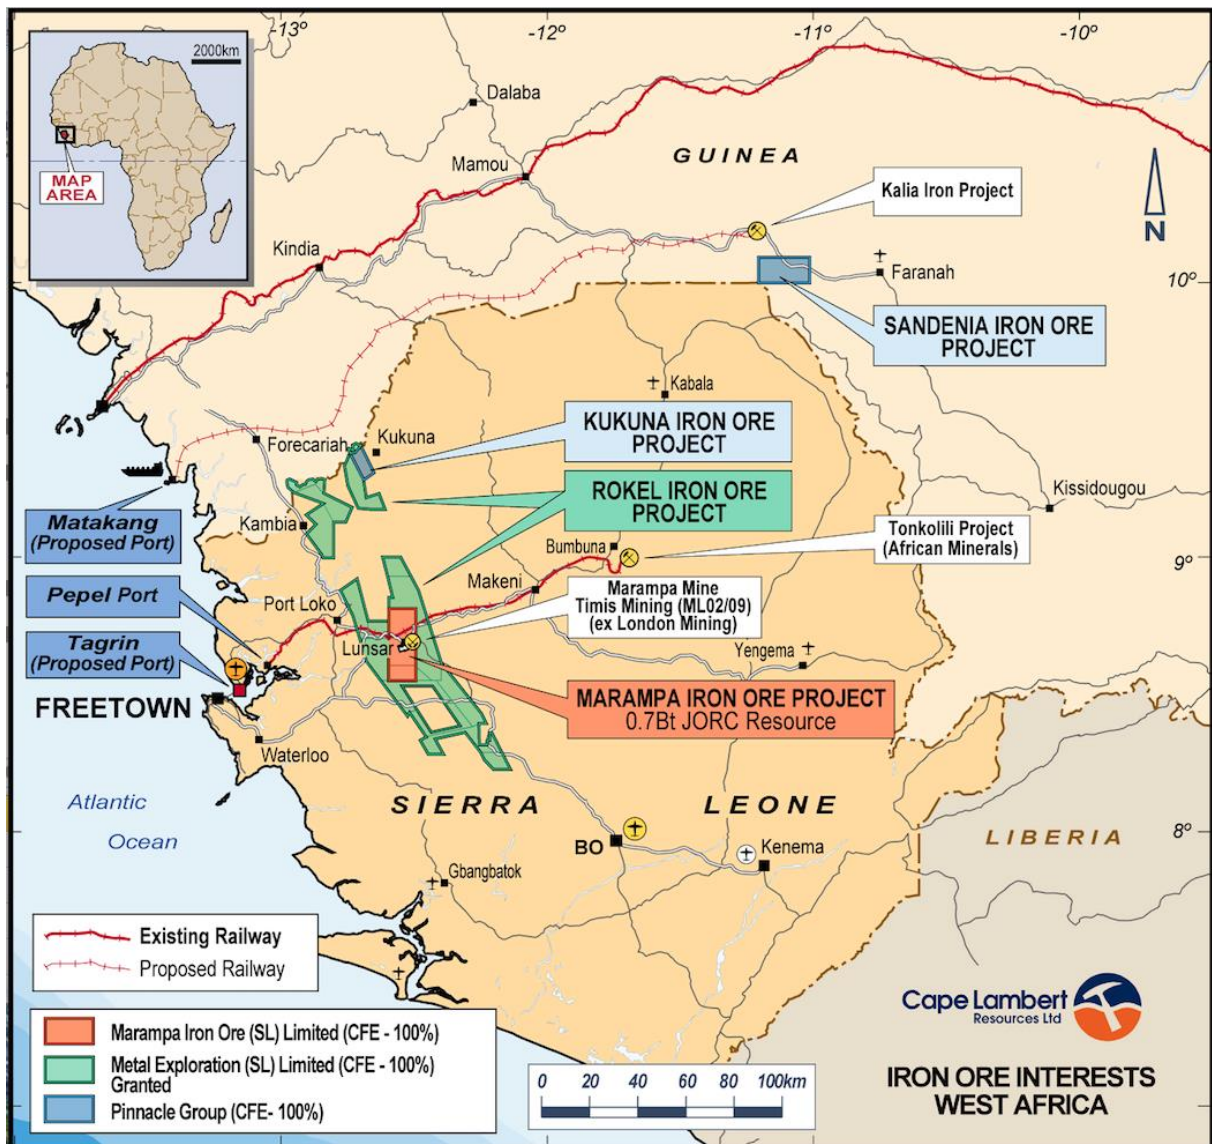 -13°
-12°
-11°
-10°
2000km
MAP
AREA
Dalaba
Mamou
GUINEA
Kalia Iron Project
N
Kindia
Faranah
10°
SANDENIA IRON ORE
PROJECT
Kabala
KUKUNA IRON ORE
PROJECT
Forecariah
Kukuna
ROKEL IRON ORE
PROJECT
Kissidougou
Matakang
(Proposed Port)
Kambia
Tonkolili Project
(African Minerals)
Bumbuna
9°
Pepel Port
Makeni
Marampa Mine
Timis Mining (ML02/09)
(ex London Mining)
Port Loko
Tagrin
(Proposed Port)
Lunsar
Yengema
FREETOWN
MARAMPA IRON ORE PROJECT
0.7Bt JORC Resource
Waterloo
Atlantic
Ocean
SIERRA LEONE
8°
LIBERIA
BO
Kenema
Gbangbatok
Existing Railway
Proposed Railway
Cape Lambert
Resources Ltd
Marampa Iron Ore (SL) Limited (CFE - 100%)
Metal Exploration (SL) Limited (CFE - 100%)
Granted
Pinnacle Group (CFE- 100%)
0 20 40 60 80 100km
IRON ORE INTERESTS
WEST AFRICA